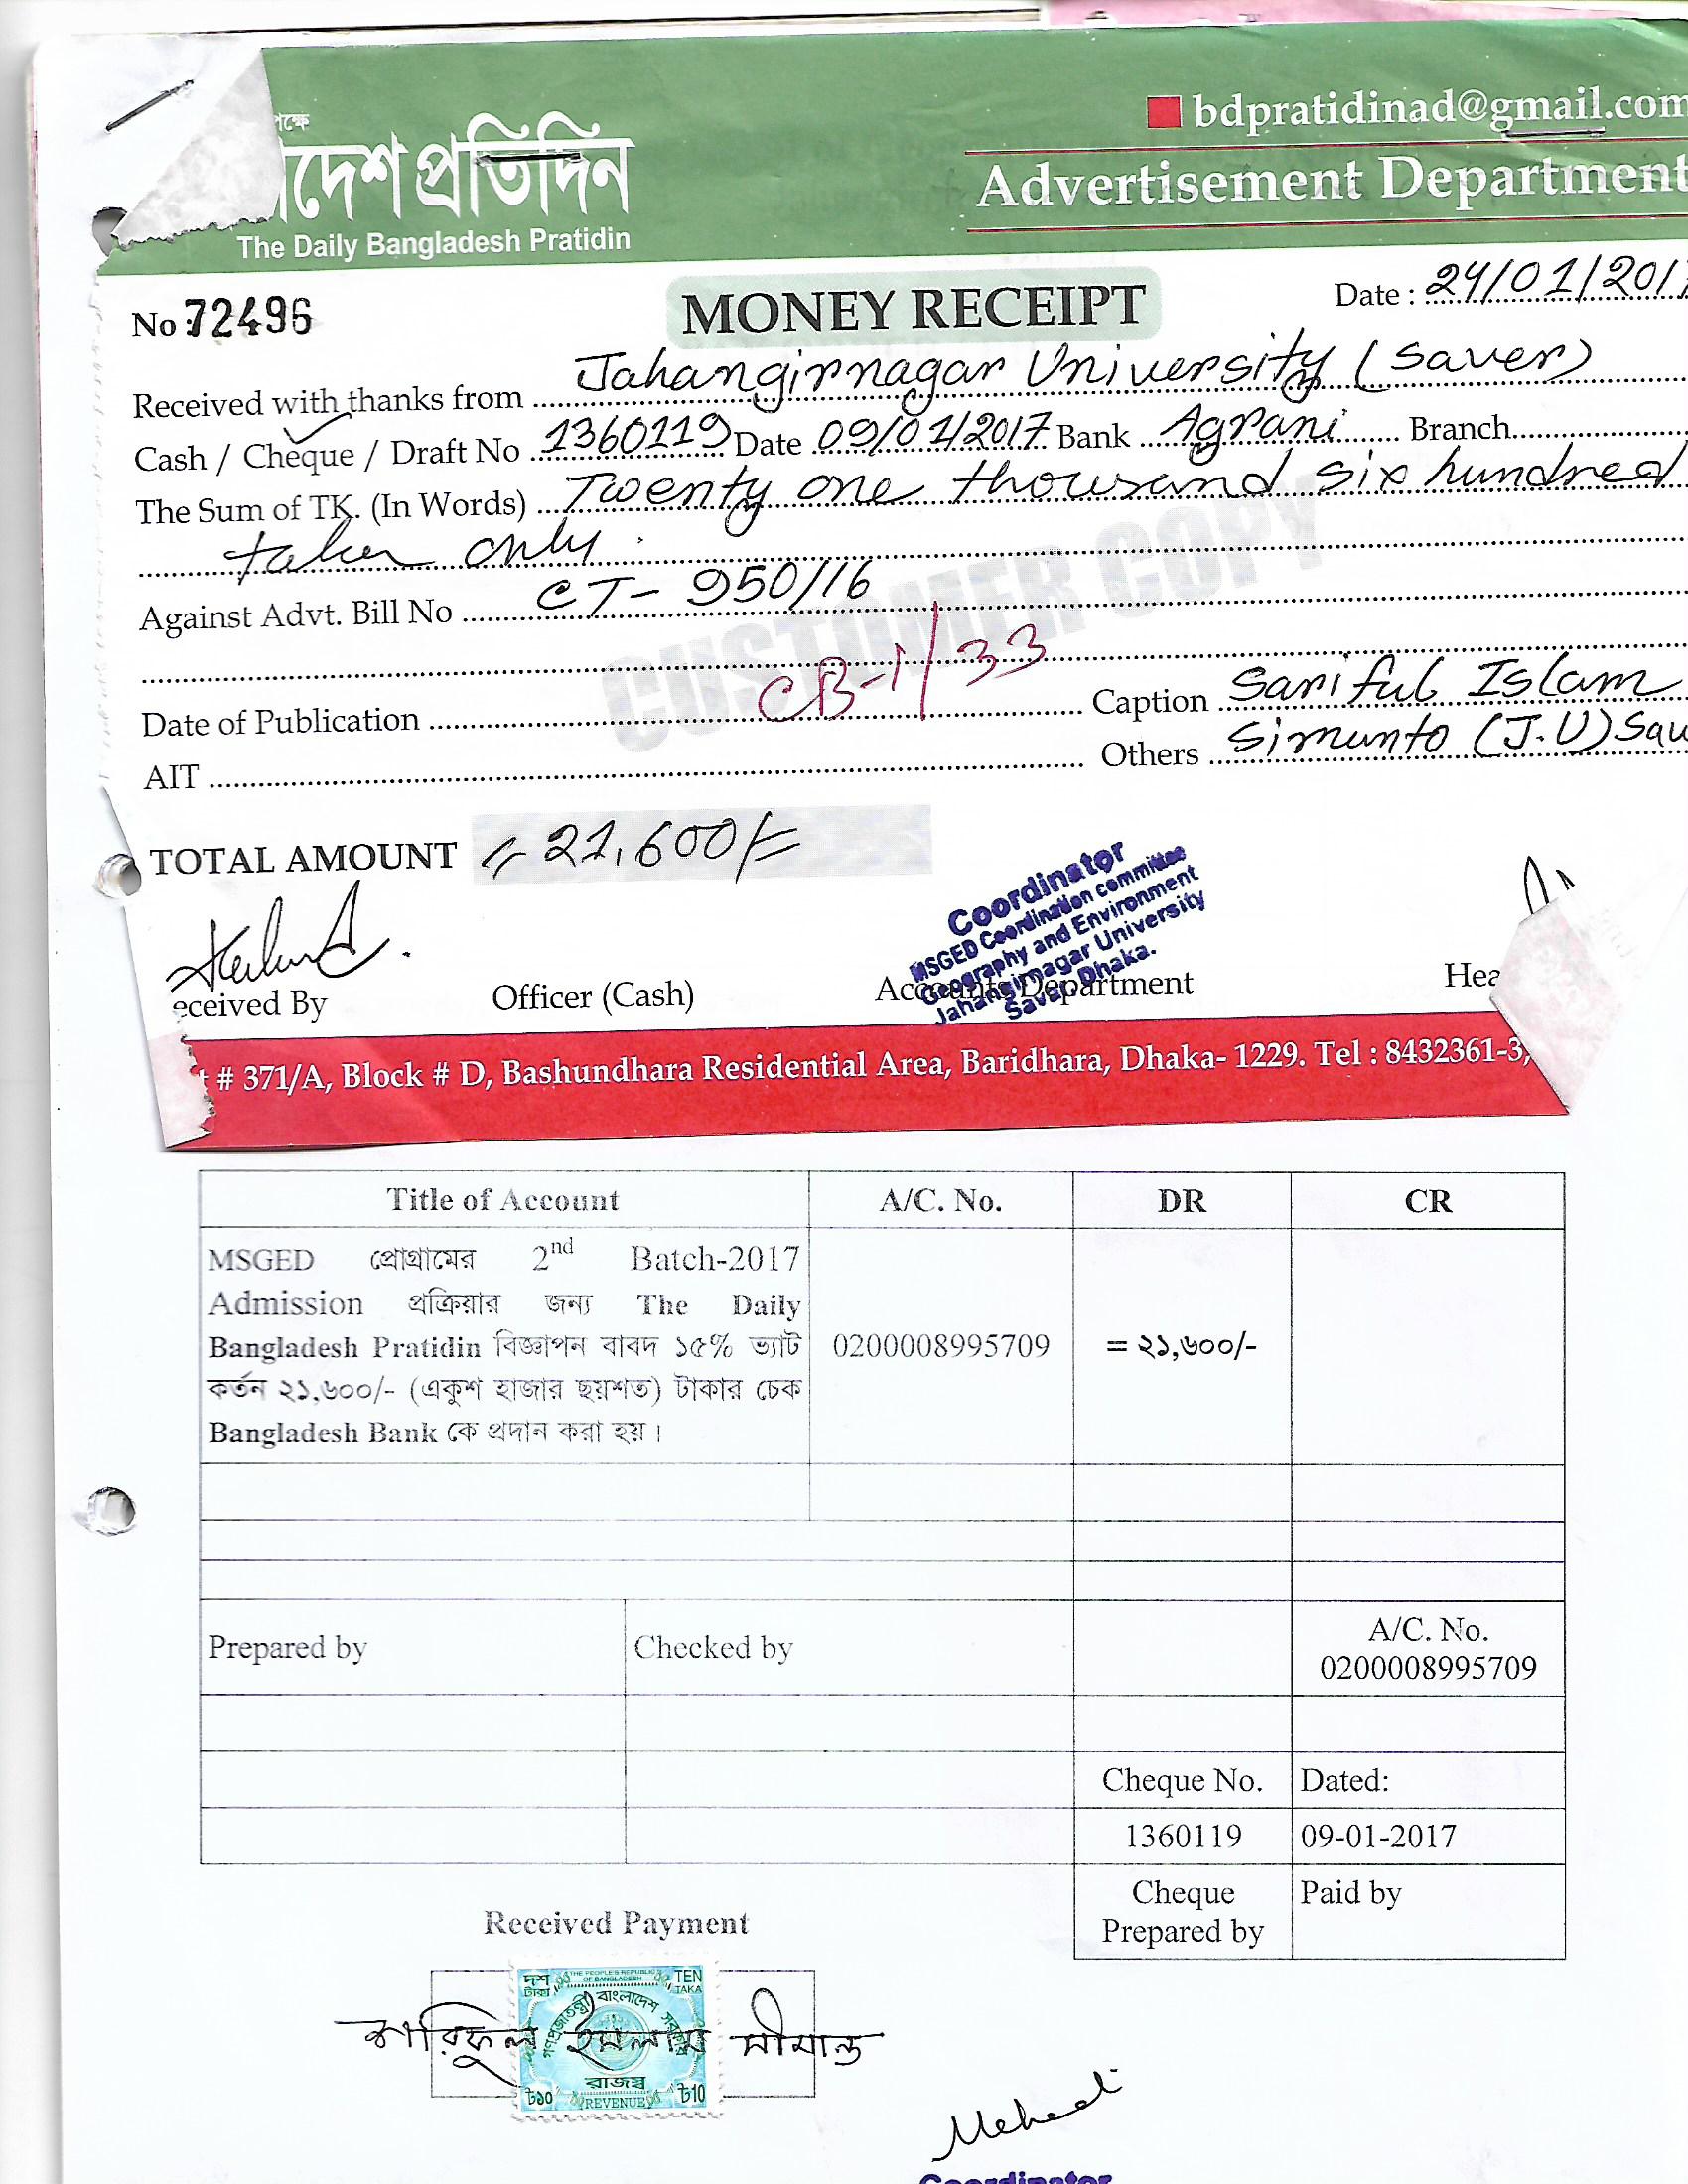 পক্ষে
দেশ প্রতিদিন
The Daily Bangladesh Pratidin
bdpratidinad@gmail.com
Advertisement Department
No 72496
MONEY RECEIPT
Date : 24/01/2017
Received with thanks from Jahangirnagar University (Saver)
Cash / Cheque / Draft No 1360119 Date 09/01/2017 Bank Agrani Branch
The Sum of TK. (In Words) Twenty one thousand six hundred
taka only.
Against Advt. Bill No CT- 950/16
CUSTOMER COPY
CB-1/33
Date of Publication Caption Sariful Islam
AIT Others Simunto (J.U) Sav
TOTAL AMOUNT = 21,600/=
Coordinator
MSGED Coordination committee
Geography and Environment
Jahangirnagar University
Savar, Dhaka.
eceived By Officer (Cash) Accounts Department Hea
# 371/A, Block # D, Bashundhara Residential Area, Baridhara, Dhaka- 1229. Tel : 8432361-3,
Title of Account A/C. No. DR CR
MSGED প্রোগ্রামের 2nd Batch-2017
Admission প্রক্রিয়ার জন্য The Daily
Bangladesh Pratidin বিজ্ঞাপন বাবদ ১৫% ভ্যাট 0200008995709 = ২১,৬০০/-
কর্তন ২১,৬০০/- (একুশ হাজার ছয়শত) টাকার চেক
Bangladesh Bank কে প্রদান করা হয়।
Prepared by Checked by A/C. No.
0200008995709
Cheque No. Dated:
1360119 09-01-2017
Cheque Paid by
Prepared by
Received Payment
দশ টাকা THE PEOPLE'S REPUBLIC OF BANGLADESH TEN TAKA
গণপ্রজাতন্ত্রী বাংলাদেশ সরকার
শারিফুল ইসলাম সীমান্ত
রাজস্ব
৳১০ REVENUE ৳10
Mehedi
Coordinator